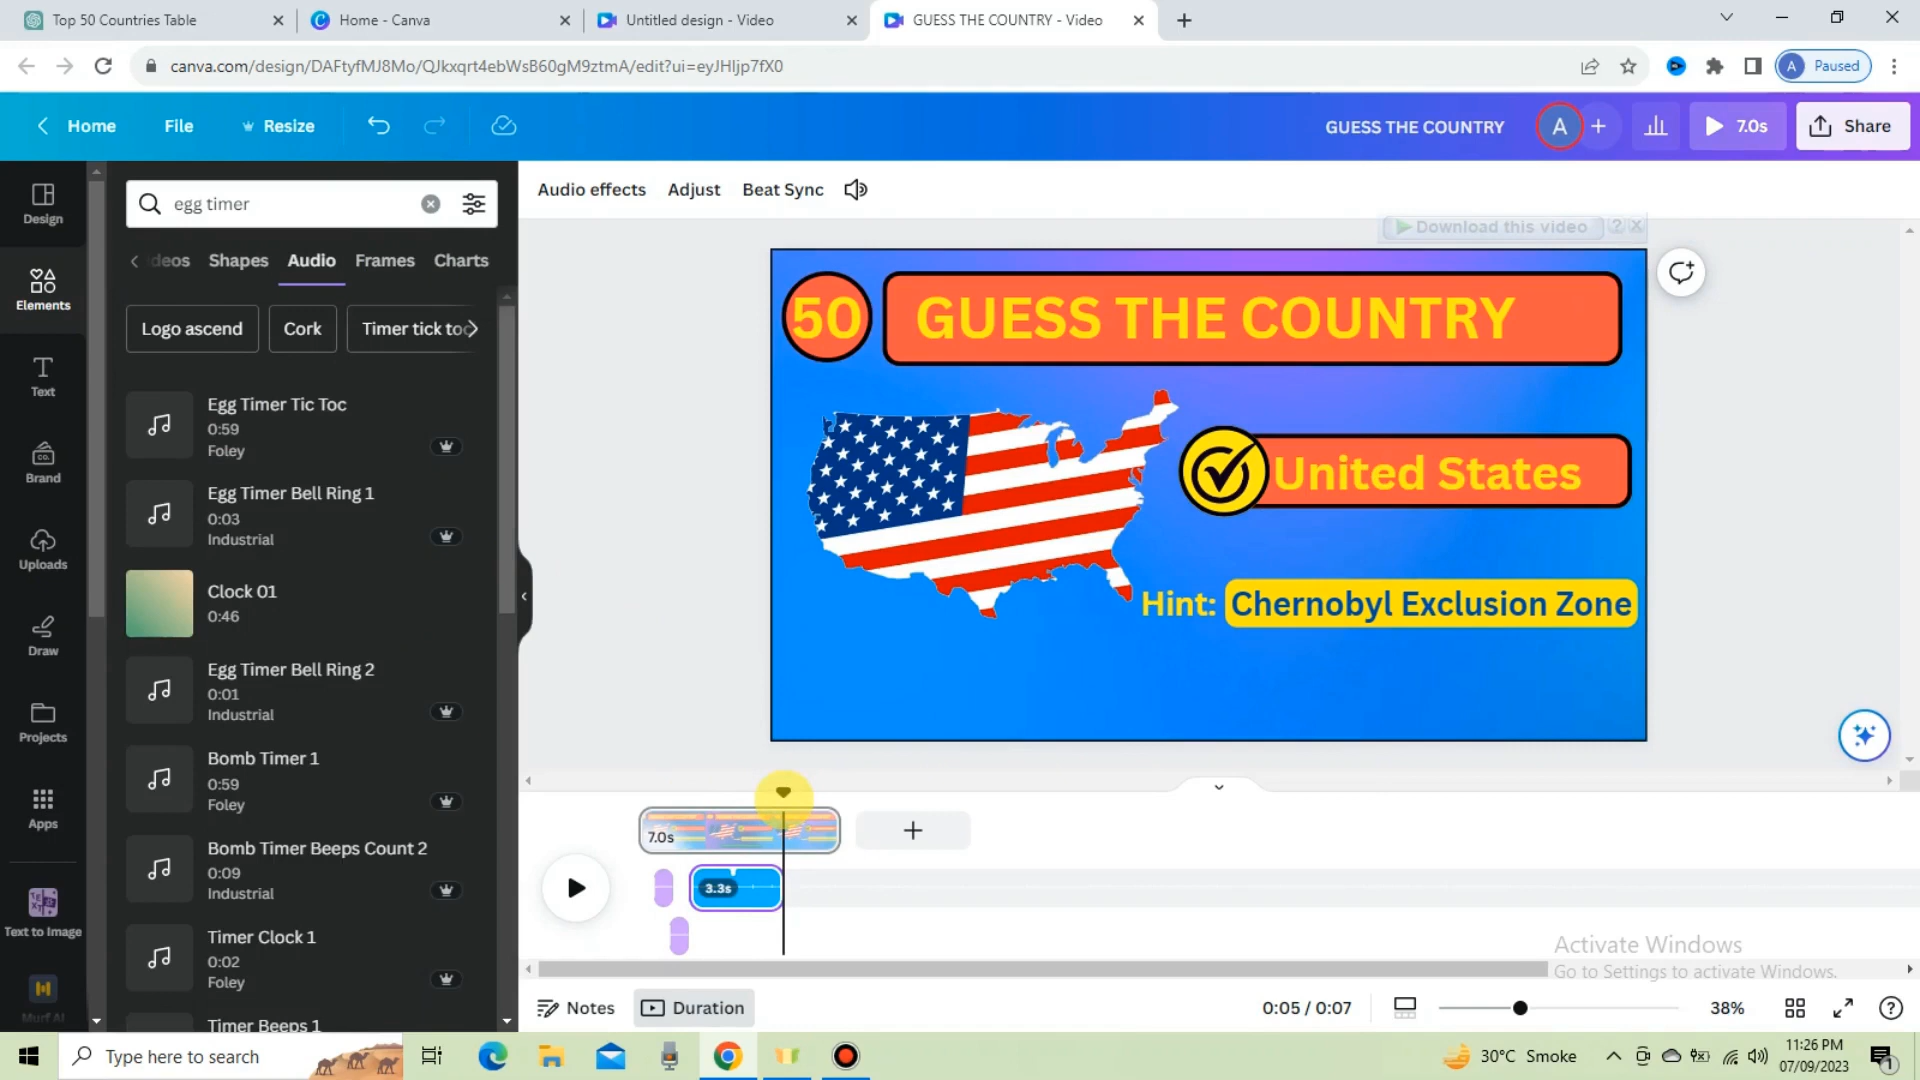 Top 50 Countries Table
Home - Canva
Untitled design - Video
GUESS THE COUNTRY - Video
canva.com/design/DAFtyfMJ8Mo/QJkxqrt4ebWsB60gM9ztmA/edit?ui=eyJHIjp7fX0
A Paused
Home
File
Resize
GUESS THE COUNTRY
A
7.0s
Share
Design
Elements
Text
Brand
Uploads
Draw
Projects
Apps
Text to Image
Murf AI
egg timer
deos
Shapes
Audio
Frames
Charts
Logo ascend
Cork
Timer tick toc
Egg Timer Tic Toc
0:59
Foley
Egg Timer Bell Ring 1
0:03
Industrial
Clock 01
0:46
Egg Timer Bell Ring 2
0:01
Industrial
Bomb Timer 1
0:59
Foley
Bomb Timer Beeps Count 2
0:09
Industrial
Timer Clock 1
0:02
Foley
Timer Beeps 1
Audio effects
Adjust
Beat Sync
Download this video
? X
50
GUESS THE COUNTRY
United States
Hint: Chernobyl Exclusion Zone
7.0s
3.3s
Activate Windows
Go to Settings to activate Windows.
Notes
Duration
0:05 / 0:07
38%
Type here to search
30°C Smoke
11:26 PM
07/09/2023
1